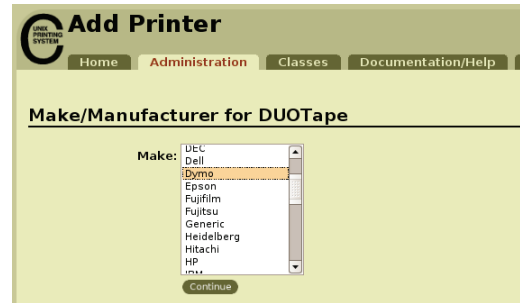 UNIX
PRINTING
SYSTEM
Add Printer
Home Administration Classes Documentation/Help
Make/Manufacturer for DUOTape
Make:
DEC
Dell
Dymo
Epson
Fujifilm
Fujitsu
Generic
Heidelberg
Hitachi
HP
IBM
Continue